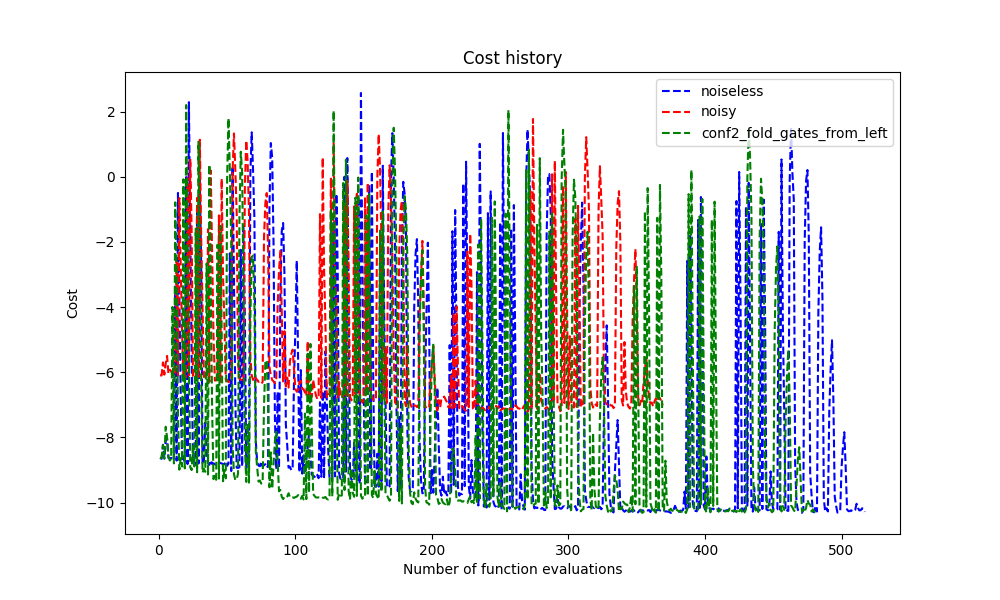 Cost history
noiseless
noisy
conf2_fold_gates_from_left
2
0
−2
−4
−6
−8
−10
Cost
0 100 200 300 400 500
Number of function evaluations